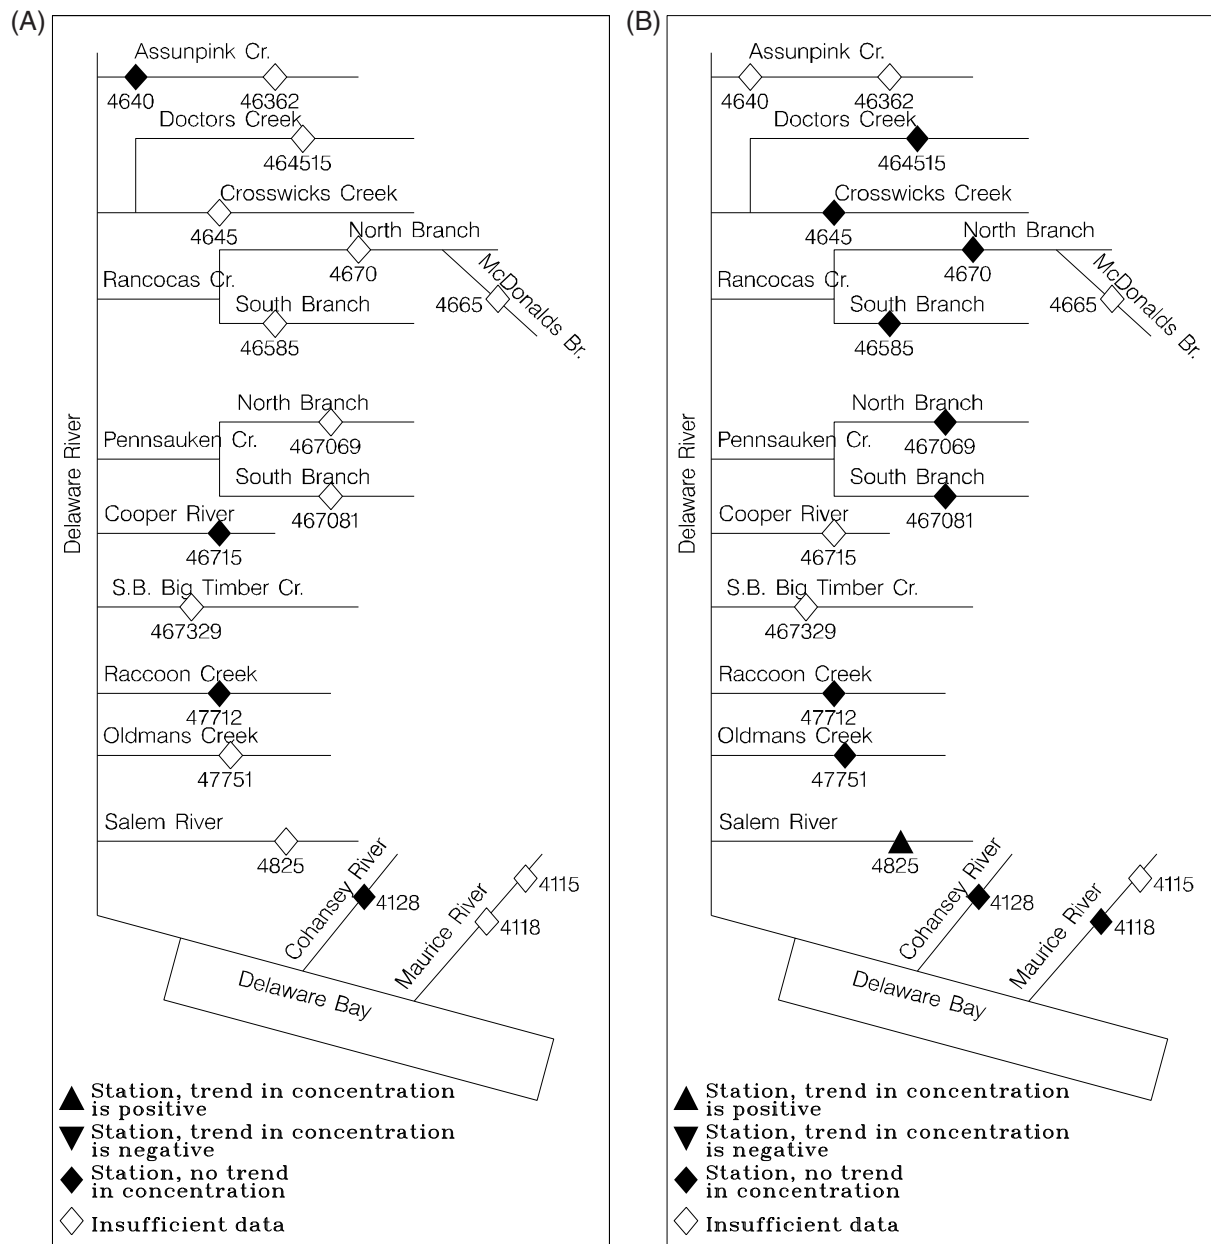 (A)
Assunpink Cr.
4640
46362
Doctors Creek
464515
Crosswicks Creek
4645
North Branch
4670
McDonalds Br.
4665
Rancocas Cr.
South Branch
46585
Delaware River
North Branch
467069
Pennsauken Cr.
South Branch
467081
Cooper River
46715
S.B. Big Timber Cr.
467329
Raccoon Creek
47712
Oldmans Creek
47751
Salem River
4825
Cohansey River
4128
Maurice River
4115
4118
Delaware Bay
Station, trend in concentration
is positive
Station, trend in concentration
is negative
Station, no trend
in concentration
Insufficient data
(B)
Assunpink Cr.
4640
46362
Doctors Creek
464515
Crosswicks Creek
4645
North Branch
4670
McDonalds Br.
4665
Rancocas Cr.
South Branch
46585
Delaware River
North Branch
467069
Pennsauken Cr.
South Branch
467081
Cooper River
46715
S.B. Big Timber Cr.
467329
Raccoon Creek
47712
Oldmans Creek
47751
Salem River
4825
Cohansey River
4128
Maurice River
4115
4118
Delaware Bay
Station, trend in concentration
is positive
Station, trend in concentration
is negative
Station, no trend
in concentration
Insufficient data